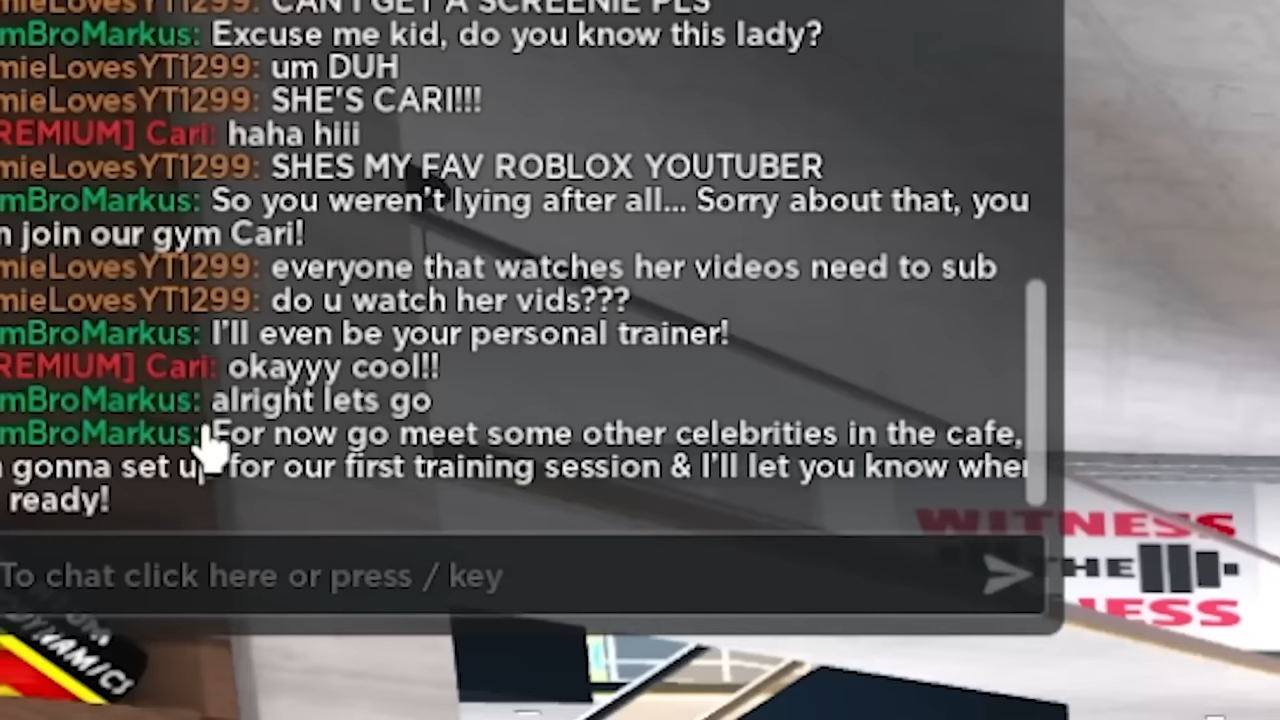 mieLovesYT1299: CAN I GET A SCREENIE PLS
mBroMarkus: Excuse me kid, do you know this lady?
mieLovesYT1299: um DUH
mieLovesYT1299: SHE'S CARI!!!
REMIUM] Cari: haha hiii
mieLovesYT1299: SHES MY FAV ROBLOX YOUTUBER
mBroMarkus: So you weren't lying after all... Sorry about that, you
n join our gym Cari!
mieLovesYT1299: everyone that watches her videos need to sub
mieLovesYT1299: do u watch her vids???
mBroMarkus: I'll even be your personal trainer!
REMIUM] Cari: okayyy cool!!
mBroMarkus: alright lets go
mBroMarkus: For now go meet some other celebrities in the cafe,
gonna set up for our first training session & I'll let you know when
ready!
To chat click here or press / key
WITNESS
THE
NESS
DYNAMICS